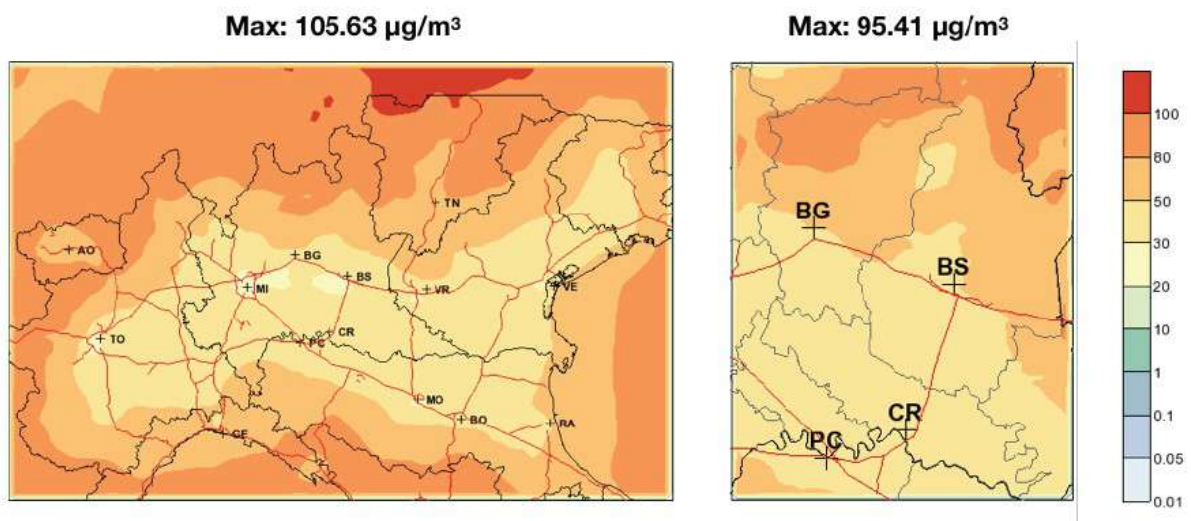 Max: 105.63 µg/m³
Max: 95.41 µg/m³
TN
AO
BG
BS
MI
VR
VE
TO
CR
PC
MO
BO
RA
GE
BG
BS
CR
PC
100
80
50
30
20
10
1
0.1
0.05
0.01